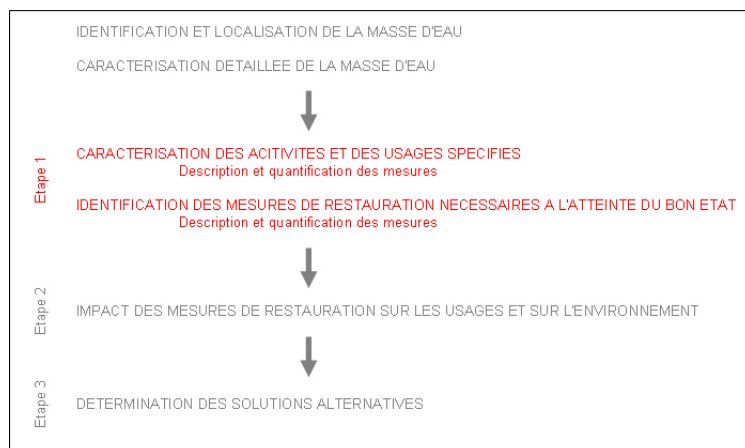 IDENTIFICATION ET LOCALISATION DE LA MASSE D'EAU
CARACTERISATION DETAILLEE DE LA MASSE D'EAU
Etape 1
CARACTERISATION DES ACITIVITES ET DES USAGES SPECIFIES
Description et quantification des mesures
IDENTIFICATION DES MESURES DE RESTAURATION NECESSAIRES A L'ATTEINTE DU BON ETAT
Description et quantification des mesures
Etape 2
IMPACT DES MESURES DE RESTAURATION SUR LES USAGES ET SUR L'ENVIRONNEMENT
Etape 3
DETERMINATION DES SOLUTIONS ALTERNATIVES